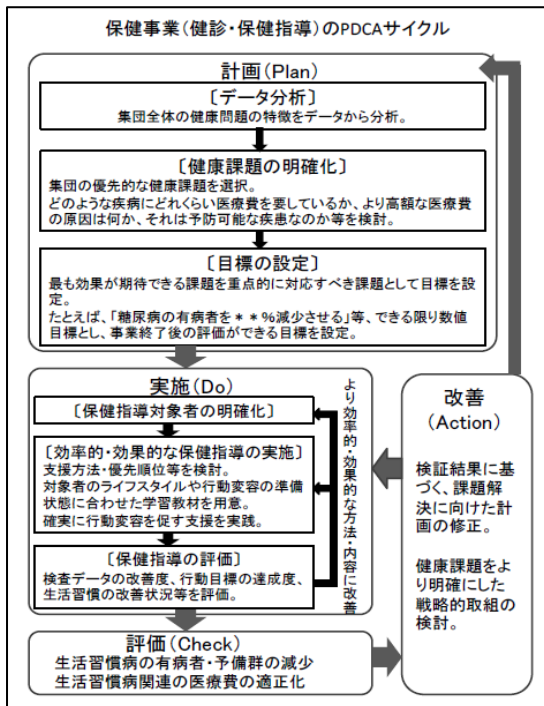 保健事業(健診・保健指導)のPDCAサイクル
計画(Plan)
〔データ分析〕
集団全体の健康問題の特徴をデータから分析。
〔健康課題の明確化〕
集団の優先的な健康課題を選択。
どのような疾病にどれくらい医療費を要しているか、より高額な医療費
の原因は何か、それは予防可能な疾患なのか等を検討。
〔目標の設定〕
最も効果が期待できる課題を重点的に対応すべき課題として目標を設
定。
たとえば、「糖尿病の有病者を**%減少させる」等、できる限り数値
目標とし、事業終了後の評価ができる目標を設定。
実施(Do)
〔保健指導対象者の明確化〕
〔効率的・効果的な保健指導の実施〕
支援方法・優先順位等を検討。
対象者のライフスタイルや行動変容の準備
状態に合わせた学習教材を用意。
確実に行動変容を促す支援を実践。
〔保健指導の評価〕
検査データの改善度、行動目標の達成度、
生活習慣の改善状況等を評価。
より効率的・効果的な方法・内容に改善
改善
(Action)
検証結果に基
づく、課題解
決に向けた計
画の修正。
健康課題をよ
り明確にした
戦略的取組の
検討。
評価(Check)
生活習慣病の有病者・予備群の減少
生活習慣病関連の医療費の適正化